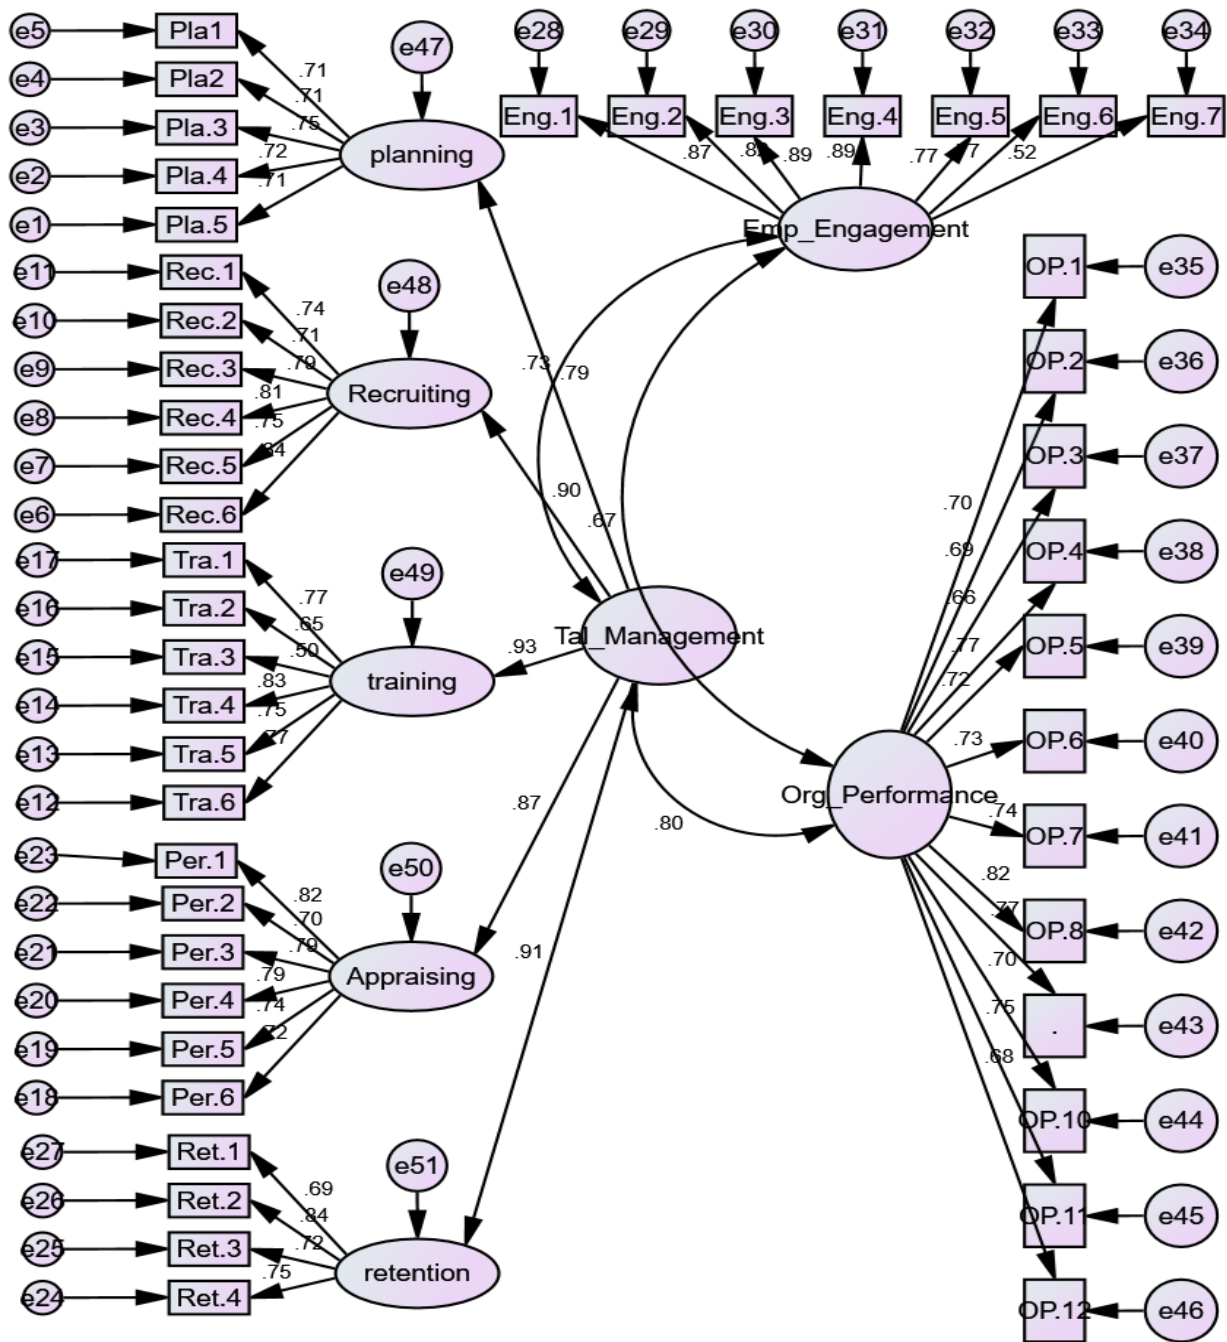 e5
Pla1
e4
Pla2
e3
Pla.3
e2
Pla.4
e1
Pla.5
.71
.71
.75
.72
.71
e47
planning
e28
e29
e30
e31
e32
e33
e34
Eng.1
Eng.2
Eng.3
Eng.4
Eng.5
Eng.6
Eng.7
.87
.89
.89
.77
.52
Emp_Engagement
e11
Rec.1
e10
Rec.2
e9
Rec.3
e8
Rec.4
e7
Rec.5
e6
Rec.6
.74
.71
.79
.81
.75
e48
Recruiting
.73
.79
.90
.67
e17
Tra.1
e16
Tra.2
e15
Tra.3
e14
Tra.4
e13
Tra.5
e12
Tra.6
.77
.65
.50
.83
.75
.77
e49
training
.93
Tal_Management
.87
.91
.80
e23
Per.1
e22
Per.2
e21
Per.3
e20
Per.4
e19
Per.5
e18
Per.6
.82
.70
.79
.79
.74
.72
e50
Appraising
e27
Ret.1
e26
Ret.2
e25
Ret.3
e24
Ret.4
.69
.84
.72
.75
e51
retention
Org_Performance
.70
.69
.66
.77
.72
.73
.74
.82
.77
.70
.75
.68
OP.1
e35
OP.2
e36
OP.3
e37
OP.4
e38
OP.5
e39
OP.6
e40
OP.7
e41
OP.8
e42
.
e43
OP.10
e44
OP.11
e45
OP.12
e46